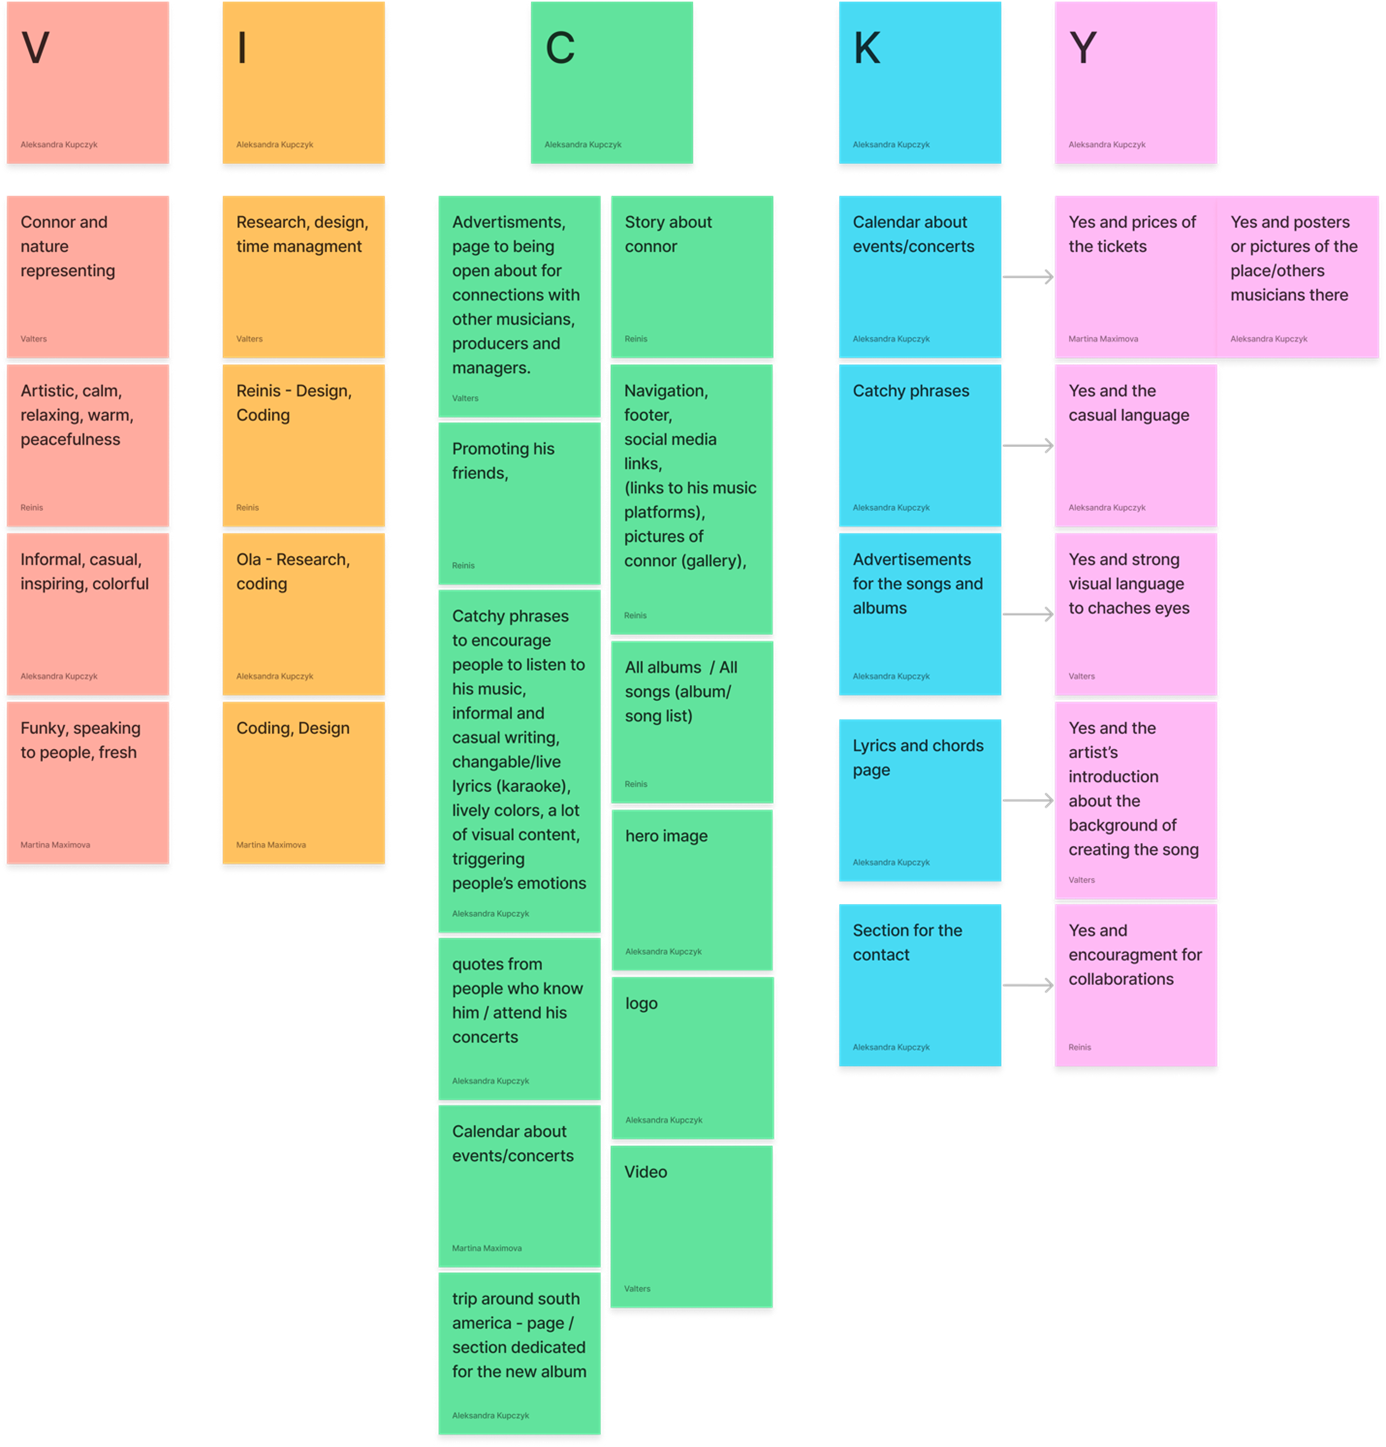 V
Aleksandra Kupczyk
I
Aleksandra Kupczyk
C
Aleksandra Kupczyk
K
Aleksandra Kupczyk
Y
Aleksandra Kupczyk
Connor and
nature
representing
Valters
Artistic, calm,
relaxing, warm,
peacefulness
Reinis
Informal, casual,
inspiring, colorful
Aleksandra Kupczyk
Funky, speaking
to people, fresh
Martina Maximova
Research, design,
time managment
Valters
Reinis - Design,
Coding
Reinis
Ola - Research,
coding
Aleksandra Kupczyk
Coding, Design
Martina Maximova
Advertisments,
page to being
open about for
connections with
other musicians,
producers and
managers.
Valters
Promoting his
friends,
Reinis
Catchy phrases
to encourage
people to listen to
his music,
informal and
casual writing,
changable/live
lyrics (karaoke),
lively colors, a lot
of visual content,
triggering
people's emotions
Aleksandra Kupczyk
quotes from
people who know
him / attend his
concerts
Aleksandra Kupczyk
Calendar about
events/concerts
Martina Maximova
trip around south
america - page /
section dedicated
for the new album
Aleksandra Kupczyk
Story about
connor
Reinis
Navigation,
footer,
social media
links,
(links to his music
platforms),
pictures of
connor (gallery),
Reinis
All albums / All
songs (album/
song list)
Reinis
hero image
Aleksandra Kupczyk
logo
Aleksandra Kupczyk
Video
Valters
Calendar about
events/concerts
Aleksandra Kupczyk
Yes and prices of
the tickets
Martina Maximova
Yes and posters
or pictures of the
place/others
musicians there
Aleksandra Kupczyk
Catchy phrases
Aleksandra Kupczyk
Yes and the
casual language
Aleksandra Kupczyk
Advertisements
for the songs and
albums
Aleksandra Kupczyk
Yes and strong
visual language
to chaches eyes
Valters
Lyrics and chords
page
Aleksandra Kupczyk
Yes and the
artist's
introduction
about the
background of
creating the song
Valters
Section for the
contact
Aleksandra Kupczyk
Yes and
encouragment for
collaborations
Reinis